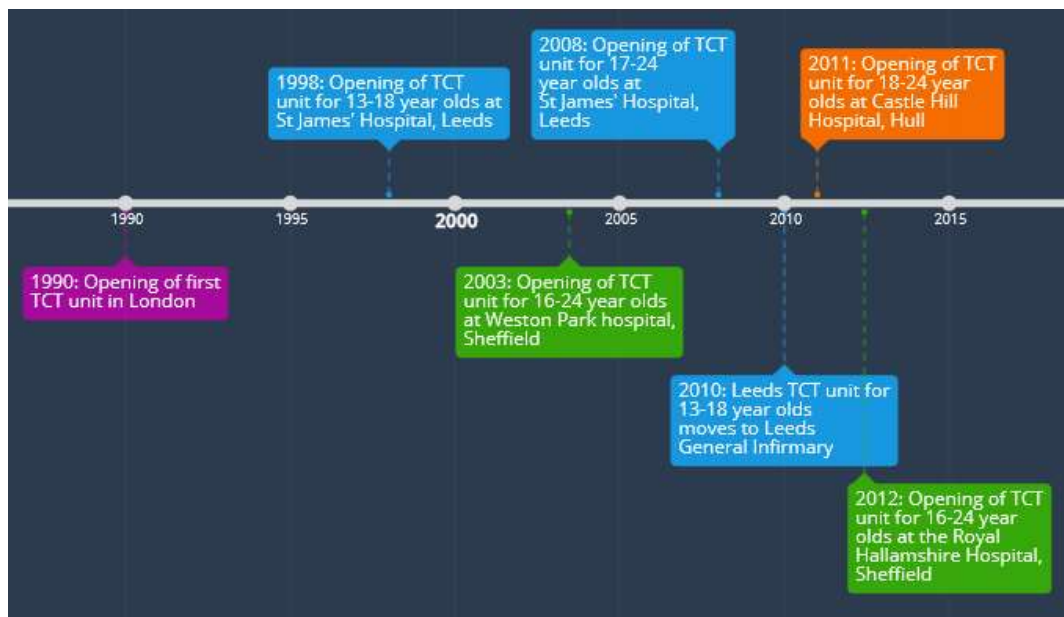 1998: Opening of TCT
unit for 13-18 year olds at
St James' Hospital, Leeds
2008: Opening of TCT
unit for 17-24
year olds at
St James' Hospital,
Leeds
2011: Opening of TCT
unit for 18-24 year
olds at Castle Hill
Hospital, Hull
1990
1995
2000
2005
2010
2015
1990: Opening of first
TCT unit in London
2003: Opening of TCT
unit for 16-24 year olds
at Weston Park hospital,
Sheffield
2010: Leeds TCT unit for
13-18 year olds
moves to Leeds
General Infirmary
2012: Opening of TCT
unit for 16-24 year
olds at the Royal
Hallamshire Hospital,
Sheffield